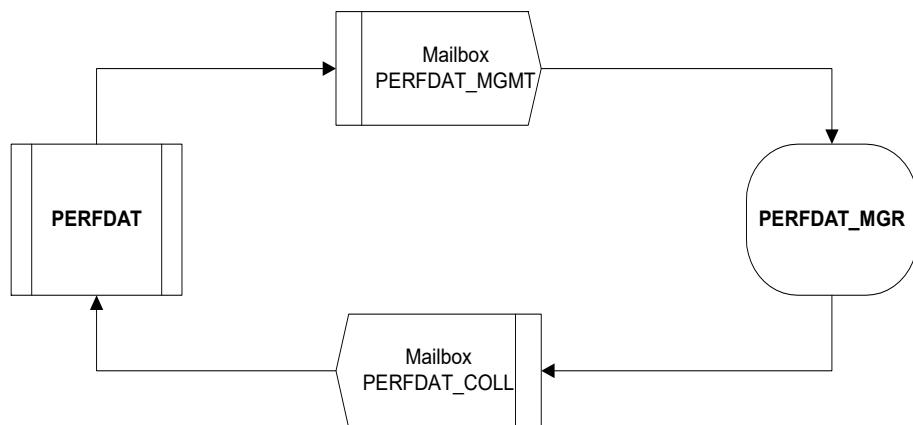 Mailbox
PERFDAT_MGMT
PERFDAT
PERFDAT_MGR
Mailbox
PERFDAT_COLL